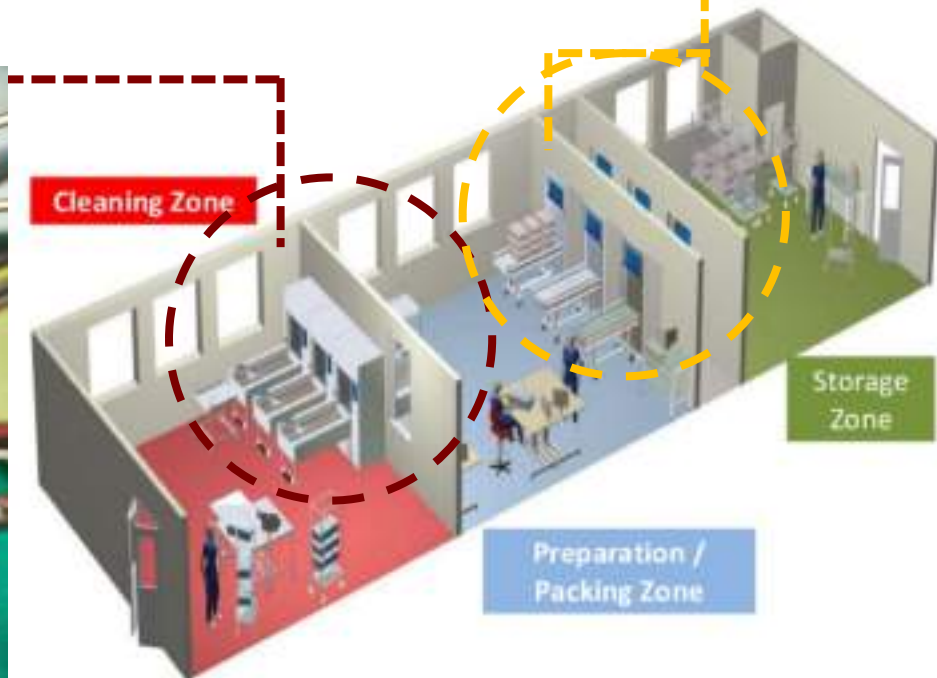 Cleaning Zone
Storage
Zone
Preparation /
Packing Zone